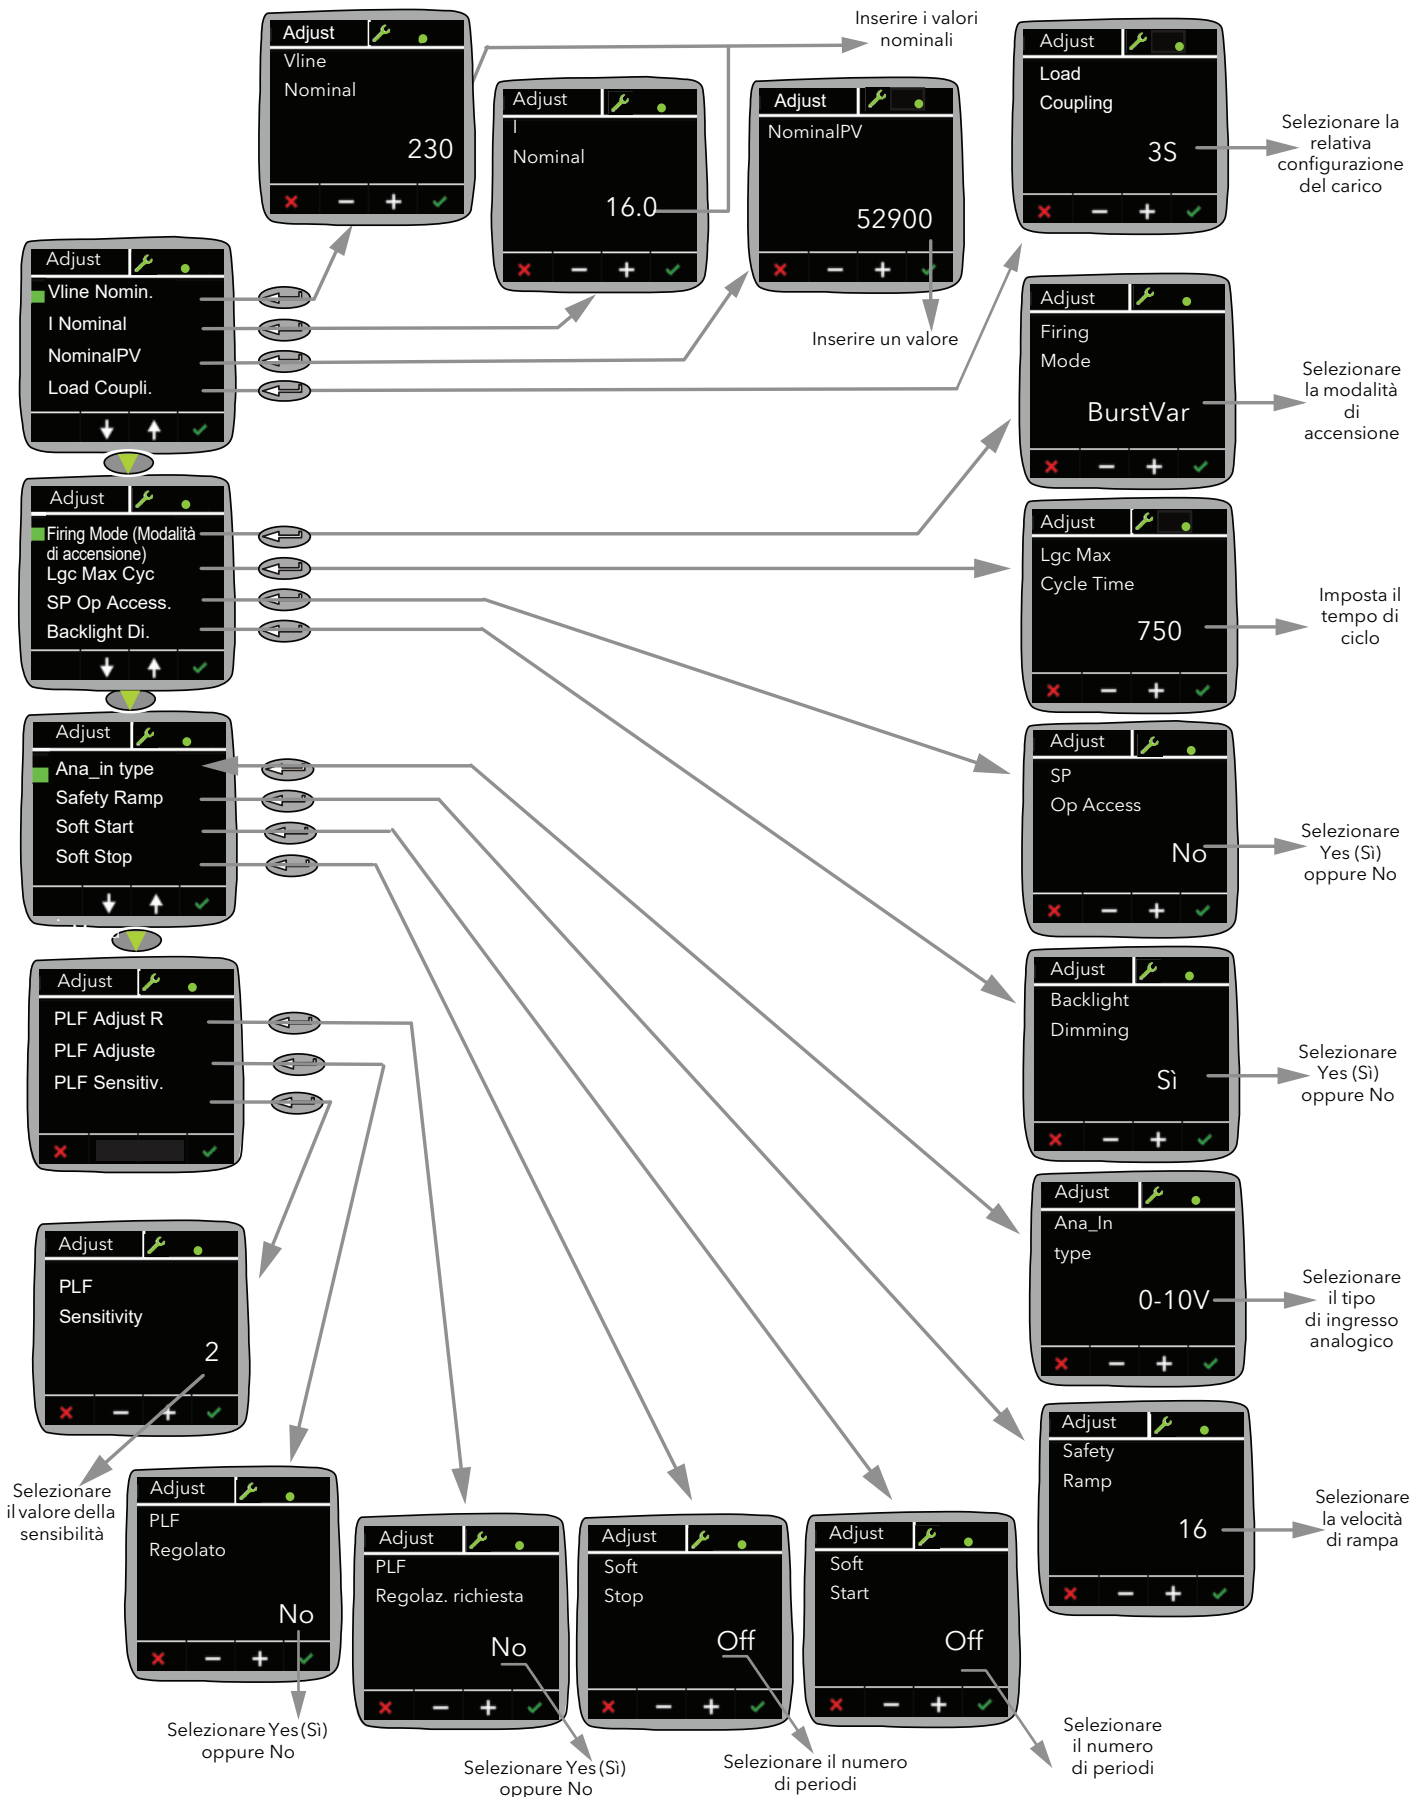 Adjust
Vline
Nominal
230
Inserire i valori
nominali
Adjust
I
Nominal
16.0
Adjust
NominalPV
52900
Inserire un valore
Adjust
Load
Coupling
3S
Selezionare la
relativa
configurazione
del carico
Adjust
Vline Nomin.
I Nominal
NominalPV
Load Coupli.
Adjust
Firing
Mode
BurstVar
Selezionare
la modalità
di
accensione
Adjust
Firing Mode (Modalità
di accensione)
Lgc Max Cyc
SP Op Access.
Backlight Di.
Adjust
Lgc Max
Cycle Time
750
Imposta il
tempo di
ciclo
Adjust
Ana_in type
Safety Ramp
Soft Start
Soft Stop
Adjust
SP
Op Access
No
Selezionare
Yes (Sì)
oppure No
Adjust
PLF Adjust R
PLF Adjuste
PLF Sensitiv.
Adjust
Backlight
Dimming
Sì
Selezionare
Yes (Sì)
oppure No
Adjust
Ana_In
type
0-10V
Selezionare
il tipo
di ingresso
analogico
Adjust
PLF
Sensitivity
2
Selezionare
il valore della
sensibilità
Adjust
Safety
Ramp
16
Selezionare
la velocità
di rampa
Adjust
PLF
Regolato
No
Selezionare Yes (Sì)
oppure No
Adjust
PLF
Regolaz. richiesta
No
Selezionare Yes (Sì)
oppure No
Adjust
Soft
Stop
Off
Selezionare il numero
di periodi
Adjust
Soft
Start
Off
Selezionare
il numero
di periodi